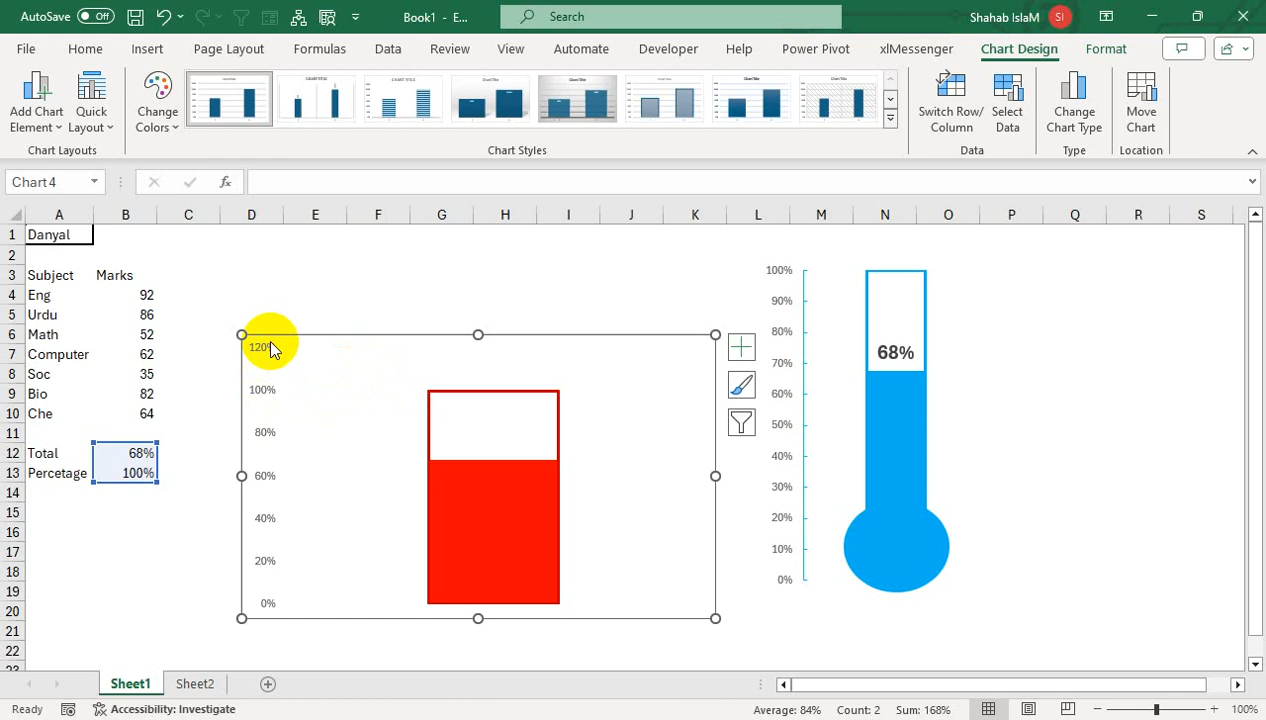 AutoSave Off Book1 - E... Search Shahab IslaM SI
File Home Insert Page Layout Formulas Data Review View Automate Developer Help Power Pivot xlMessenger Chart Design Format
Add Chart Element Quick Layout Change Colors Switch Row/ Column Select Data Change Chart Type Move Chart
Chart Layouts Chart Styles Data Type Location
Chart 4 fx
A B C D E F G H I J K L M N O P Q R S
1 Danyal
2
3 Subject Marks
4 Eng 92
5 Urdu 86
6 Math 52
7 Computer 62
8 Soc 35
9 Bio 82
10 Che 64
11
12 Total 68%
13 Percetage 100%
14
15
16
17
18
19
20
21
22
23
120%
100%
80%
60%
40%
20%
0%
100%
90%
80%
70%
60%
50%
40%
30%
20%
10%
0%
68%
Sheet1 Sheet2
Ready Accessibility: Investigate Average: 84% Count: 2 Sum: 168% 100%